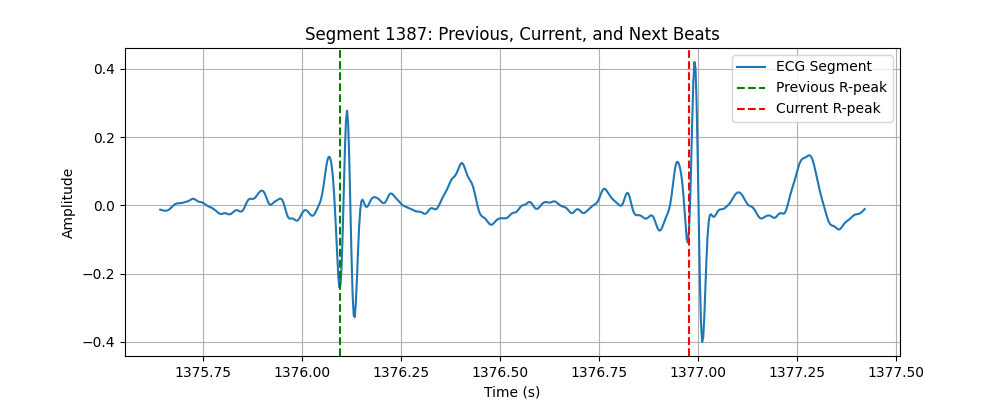 Segment 1387: Previous, Current, and Next Beats
ECG Segment
Previous R-peak
Current R-peak
0.4
0.2
0.0
−0.2
−0.4
Amplitude
1375.75 1376.00 1376.25 1376.50 1376.75 1377.00 1377.25 1377.50
Time (s)